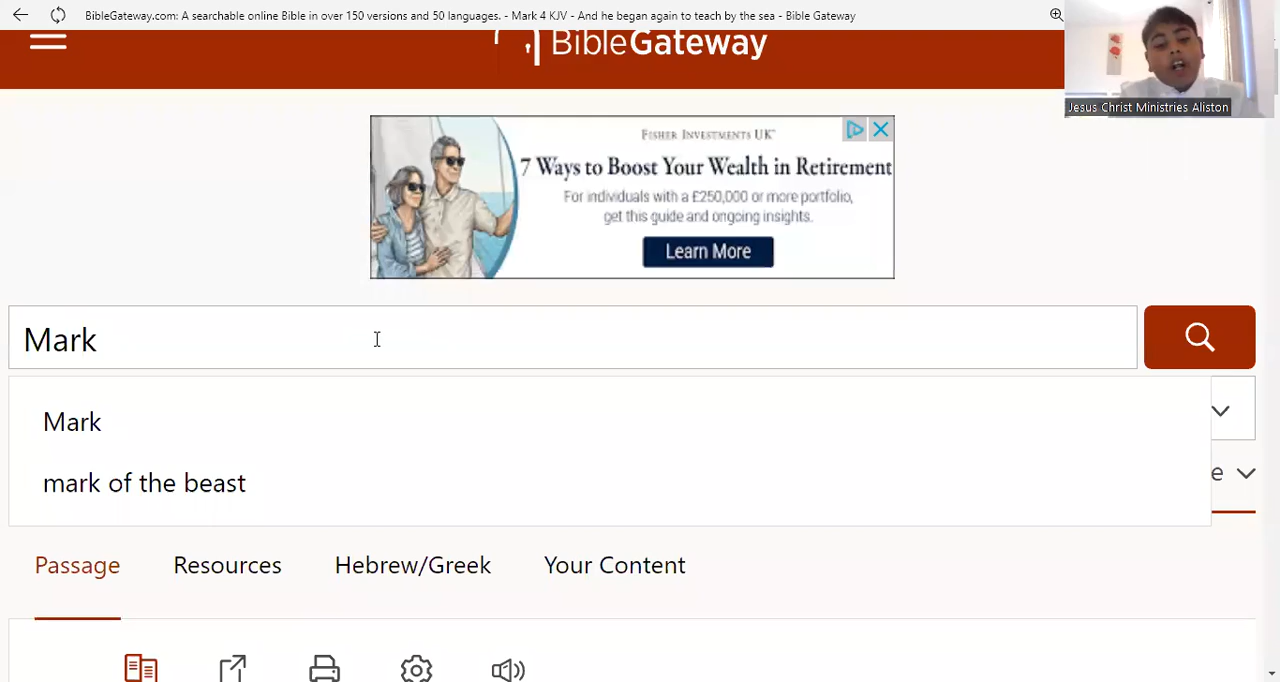 BibleGateway.com: A searchable online Bible in over 150 versions and 50 languages. - Mark 4 KJV - And he began again to teach by the sea - Bible Gateway
BibleGateway
Jesus Christ Ministries Aliston
FISHER INVESTMENTS UK™
7 Ways to Boost Your Wealth in Retirement
For individuals with a £250,000 or more portfolio,
get this guide and ongoing insights.
Learn More
Mark
Mark
mark of the beast
e
Passage Resources Hebrew/Greek Your Content